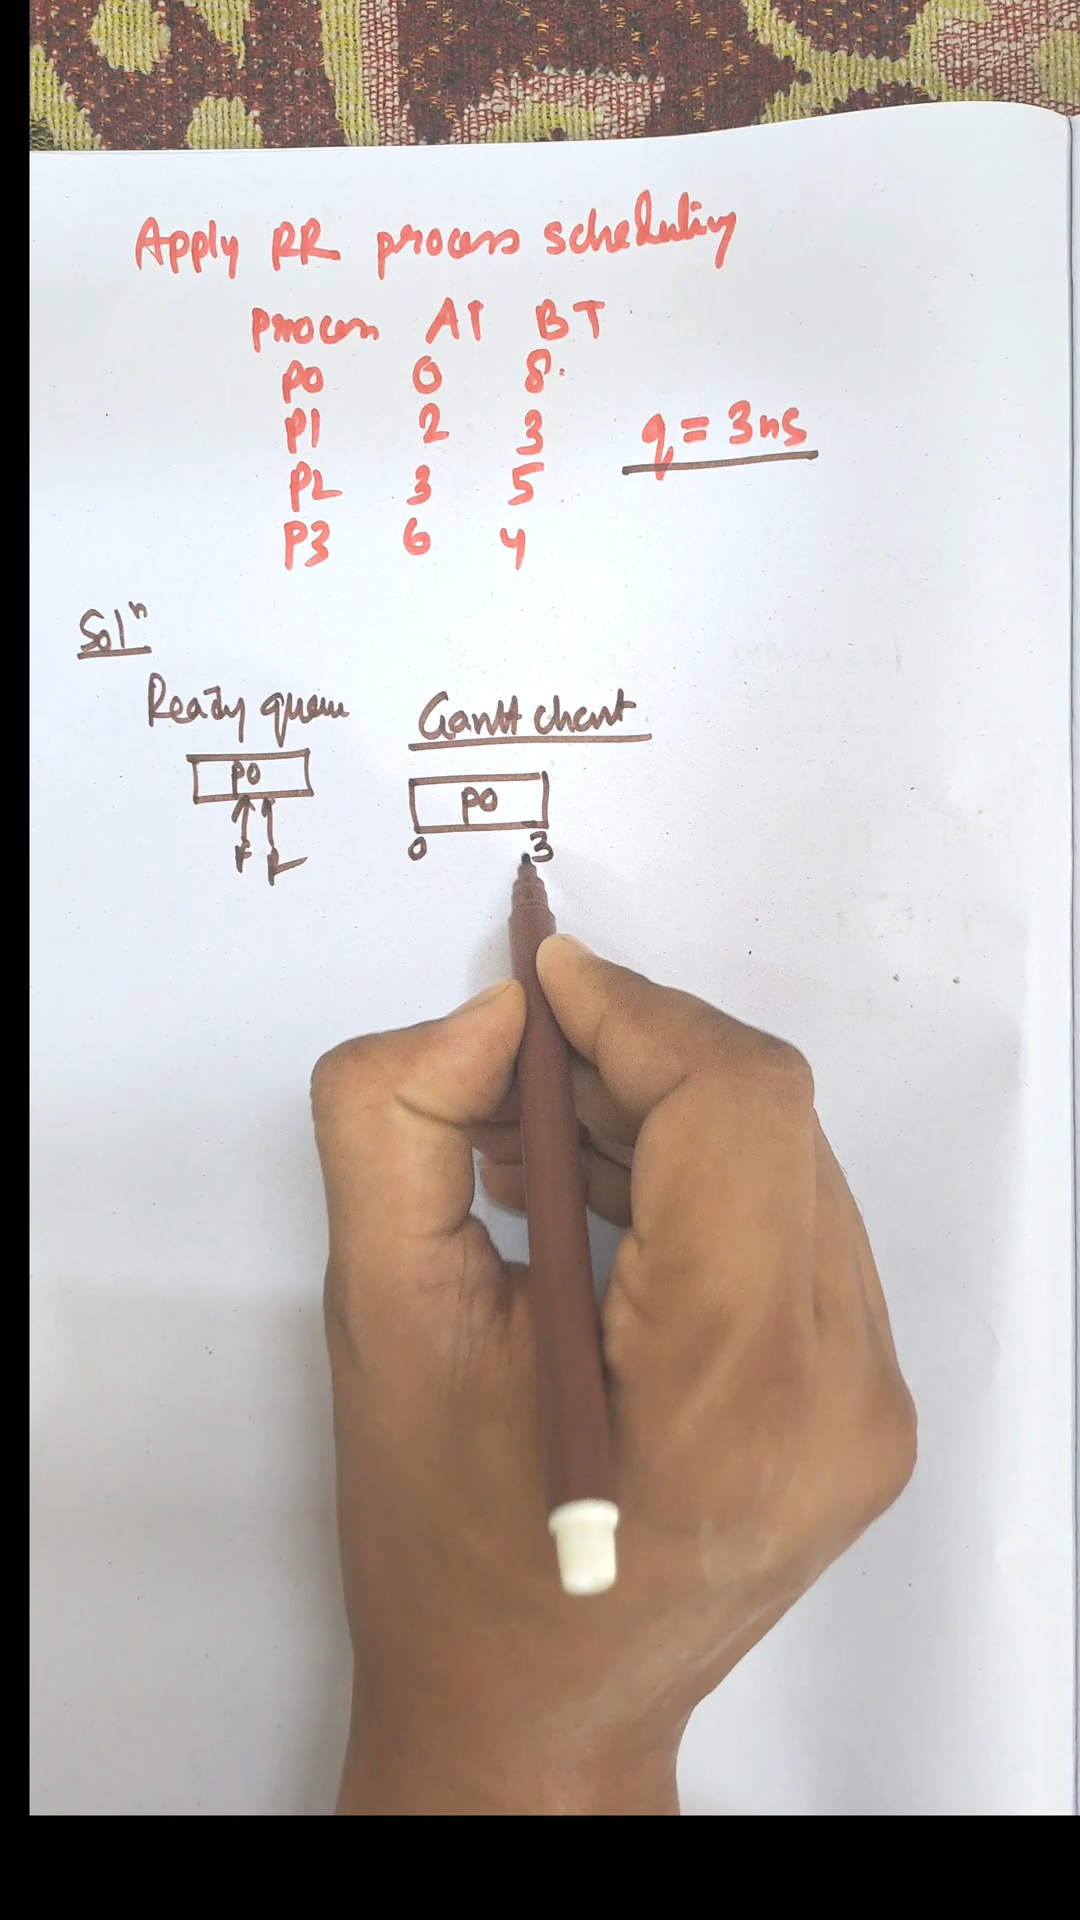 Apply RR process scheduling
process AT BT
P0 0 8
P1 2 3
q = 3ns
P2 3 5
P3 6 4
Solⁿ
Ready queue Gantt chart
P0 P0
0 3
F R